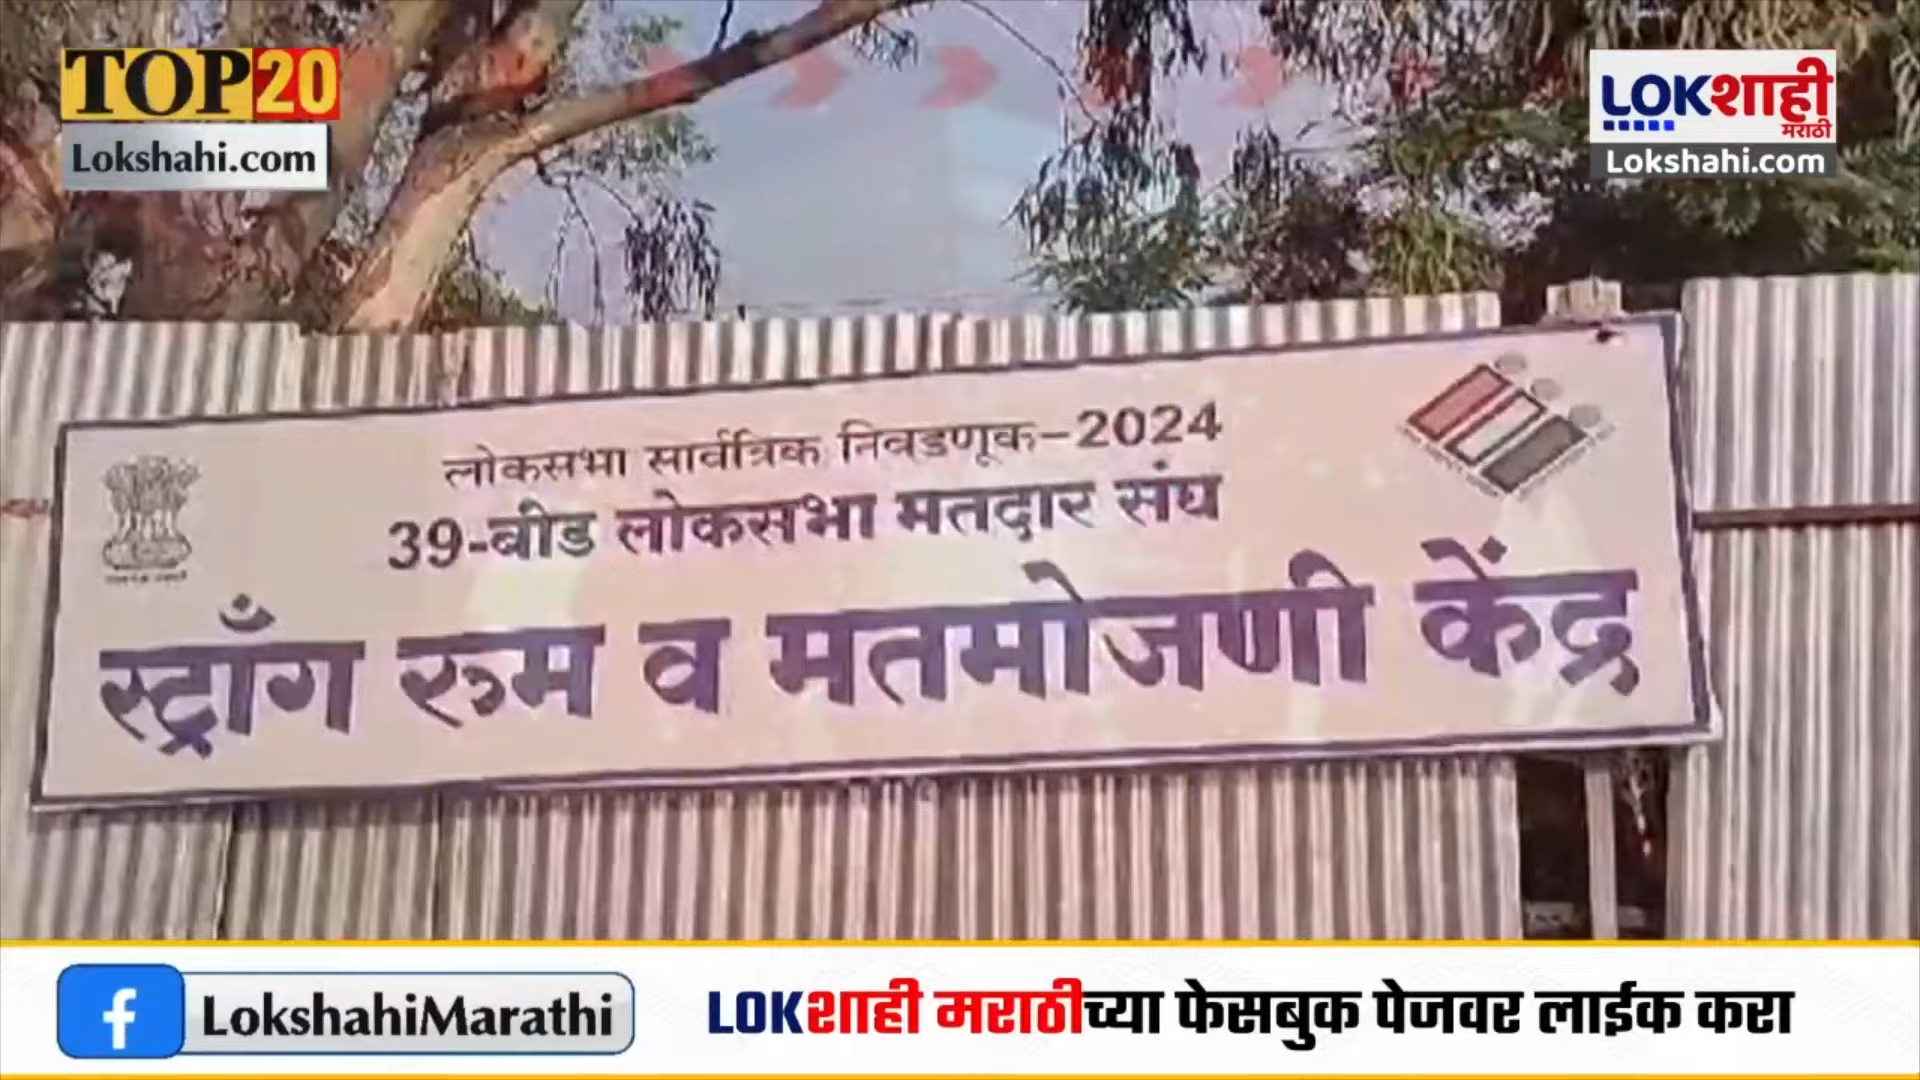 TOP20
Lokshahi.com
LOKशाही
मराठी
Lokshahi.com
लोकसभा सार्वत्रिक निवडणूक-2024
39-बीड लोकसभा मतदार संघ
स्ट्राँग रुम व मतमोजणी केंद्र
LokshahiMarathi
LOKशाही मराठीच्या फेसबुक पेजवर लाईक करा